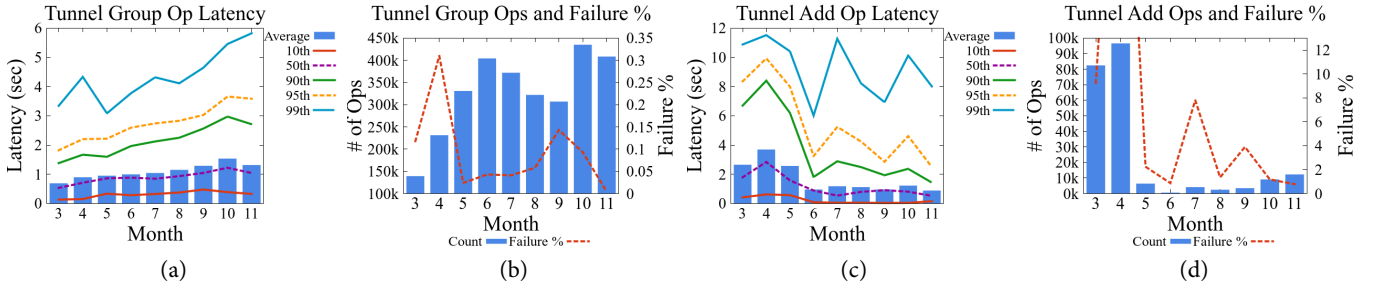 Tunnel Group Op Latency
Latency (sec)
6
5
4
3
2
1
0
3 4 5 6 7 8 9 10 11
Month
Average
10th
50th
90th
95th
99th
(a)
Tunnel Group Ops and Failure %
# of Ops
450k
400k
350k
300k
250k
200k
150k
100k
0.35
0.3
0.25
0.2
0.15
0.1
0.05
0
Failure %
3 4 5 6 7 8 9 10 11
Month
Count Failure %
(b)
Tunnel Add Op Latency
Latency (sec)
12
10
8
6
4
2
0
3 4 5 6 7 8 9 10 11
Month
Average
10th
50th
90th
95th
99th
(c)
Tunnel Add Ops and Failure %
# of Ops
100k
90k
80k
70k
60k
50k
40k
30k
20k
10k
0k
12
10
8
6
4
2
0
Failure %
3 4 5 6 7 8 9 10 11
Month
Count Failure %
(d)